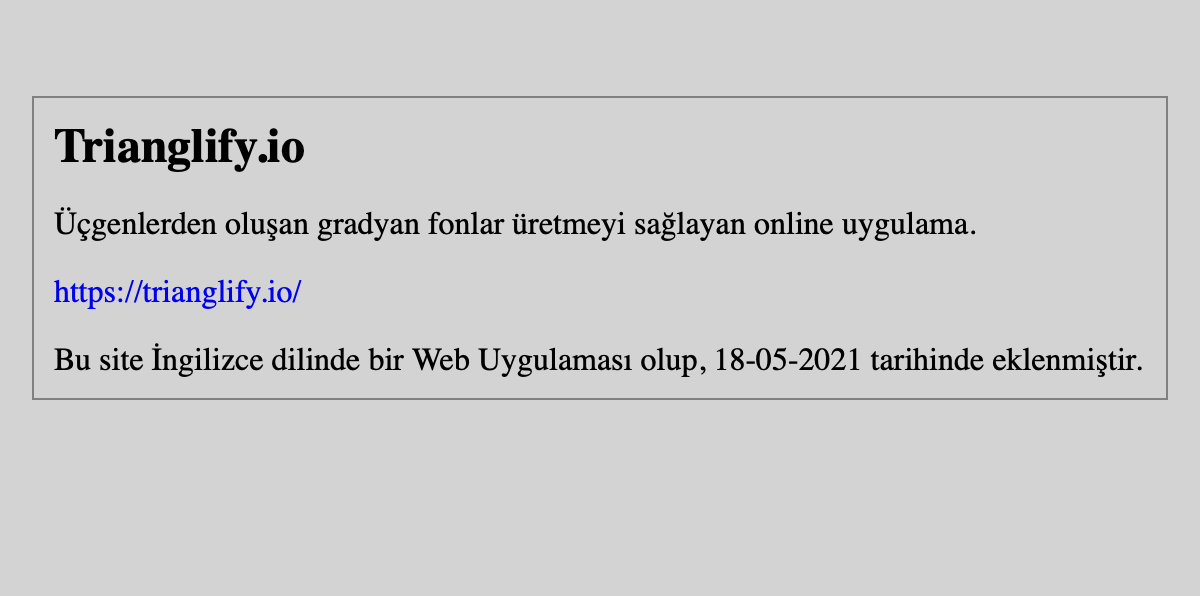 Trianglify.io
Üçgenlerden oluşan gradyan fonlar üretmeyi sağlayan online uygulama.
https://trianglify.io/
Bu site İngilizce dilinde bir Web Uygulaması olup, 18-05-2021 tarihinde eklenmiştir.